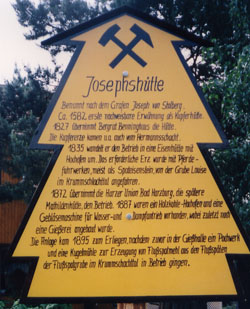 Josephshütte
Benannt nach dem Grafen Joseph von Stolberg.
Ca. 1582, erste nachweisbare Erwähnung als Kupferhütte.
1827 übernimmt Bergrat Benninghaus die Hütte.
Die Kupfererze kamen u.a. auch vom Hermannsschacht.
1835 wandelt er den Betrieb in eine Eisenhütte mit
Hochofen um. Das erforderliche Erz wurde mit Pferde-
fuhrwerken, meist als Spateisenstein, von der Grube Louise
im Krummschlachttal angefahren.
1872 übernimmt die Harzer Union Bad Harzburg, die spätere
Mathildenhütte, den Betrieb. 1887 waren ein Holzkohle-Hochofen und eine
Gebläsemaschine für Wasser- und Dampfantrieb vorhanden, wobei zuletzt noch
eine Gießerei angebaut wurde.
Die Anlage kam 1895 zum Erliegen, nachdem zuvor in der Gießhalle ein Pochwerk
und eine Kugelmühle zur Erzeugung von Flußspatmehl aus den Flußspäten
der Flußspatgrube im Krummschlachttal in Betrieb gingen.